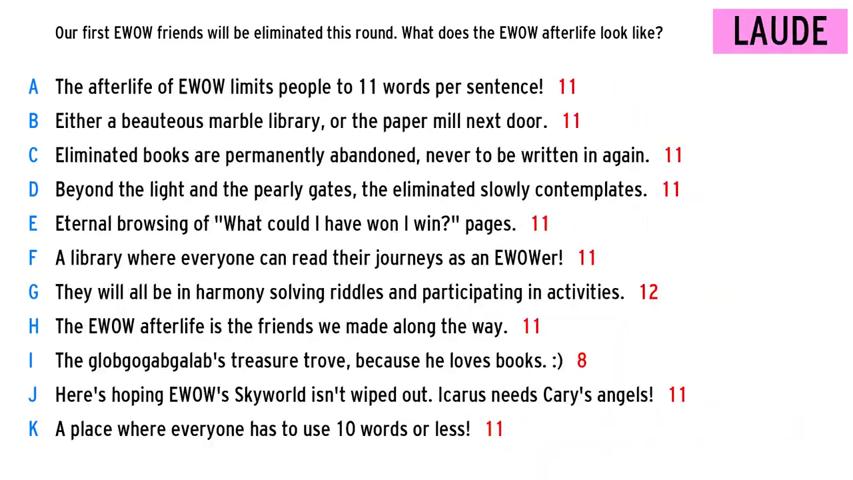 Our first EWOW friends will be eliminated this round. What does the EWOW afterlife look like?
LAUDE
A The afterlife of EWOW limits people to 11 words per sentence! 11
B Either a beauteous marble library, or the paper mill next door. 11
C Eliminated books are permanently abandoned, never to be written in again. 11
D Beyond the light and the pearly gates, the eliminated slowly contemplates. 11
E Eternal browsing of "What could I have won I win?" pages. 11
F A library where everyone can read their journeys as an EWOWer! 11
G They will all be in harmony solving riddles and participating in activities. 12
H The EWOW afterlife is the friends we made along the way. 11
I The globgogabgalab's treasure trove, because he loves books. :) 8
J Here's hoping EWOW's Skyworld isn't wiped out. Icarus needs Cary's angels! 11
K A place where everyone has to use 10 words or less! 11